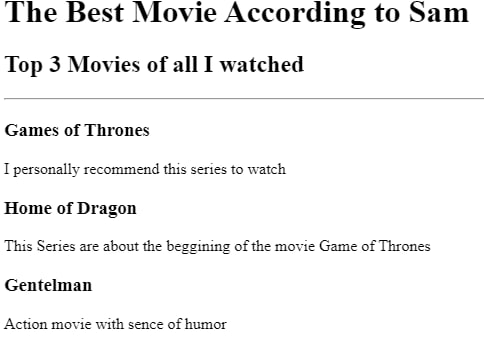 The Best Movie According to Sam
Top 3 Movies of all I watched
Games of Thrones
I personally recommend this series to watch
Home of Dragon
This Series are about the beggining of the movie Game of Thrones
Gentelman
Action movie with sence of humor